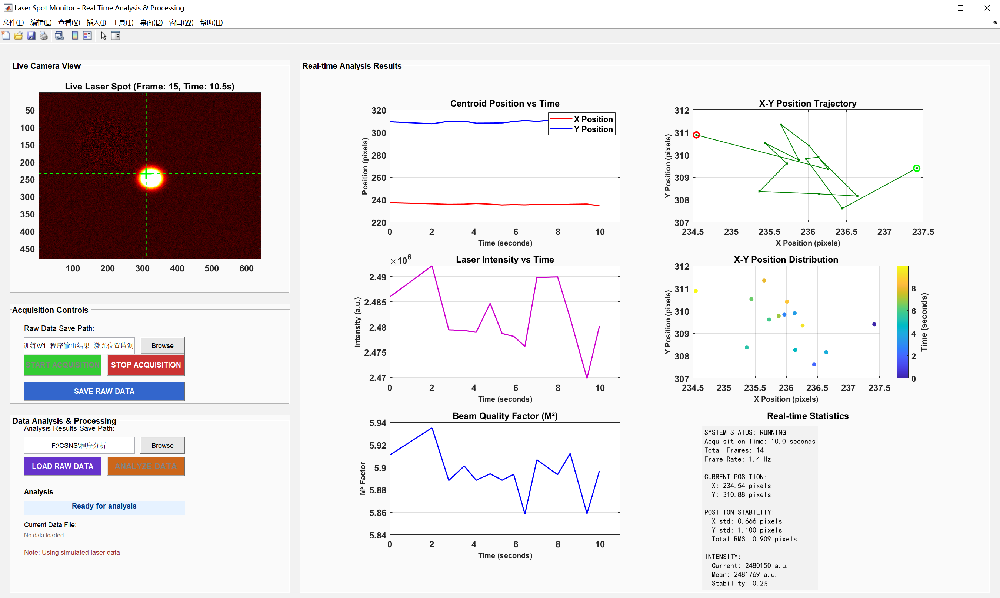 Laser Spot Monitor - Real Time Analysis & Processing
文件(F) 编辑(E) 查看(V) 插入(I) 工具(T) 桌面(D) 窗口(W) 帮助(H)
Live Camera View
Live Laser Spot (Frame: 15, Time: 10.5s)
50
100
150
200
250
300
350
400
450
100 200 300 400 500 600
Acquisition Controls
Raw Data Save Path:
训练\V1_程序输出结果_激光位置监测 Browse
START ACQUISITION STOP ACQUISITION
SAVE RAW DATA
Data Analysis & Processing
Analysis Results Save Path:
F:\CSNS\程序分析 Browse
LOAD RAW DATA ANALYZE DATA
Analysis
Ready for analysis
Current Data File:
No data loaded
Note: Using simulated laser data
Real-time Analysis Results
Centroid Position vs Time
320
300
280
260
240
220
Position (pixels)
X Position
Y Position
0 2 4 6 8 10
Time (seconds)
X-Y Position Trajectory
312
311
310
309
308
307
Y Position (pixels)
234.5 235 235.5 236 236.5 237 237.5
X Position (pixels)
Laser Intensity vs Time
×10⁶
2.49
2.485
2.48
2.475
2.47
Intensity (a.u.)
0 2 4 6 8 10
Time (seconds)
X-Y Position Distribution
312
311
310
309
308
307
Y Position (pixels)
234.5 235 235.5 236 236.5 237 237.5
X Position (pixels)
8
6
4
2
0
Time (seconds)
Beam Quality Factor (M²)
5.94
5.92
5.9
5.88
5.86
5.84
M² Factor
0 2 4 6 8 10
Time (seconds)
Real-time Statistics
SYSTEM STATUS: RUNNING
Acquisition Time: 10.0 seconds
Total Frames: 14
Frame Rate: 1.4 Hz
CURRENT POSITION:
X: 234.54 pixels
Y: 310.88 pixels
POSITION STABILITY:
X std: 0.666 pixels
Y std: 1.100 pixels
Total RMS: 0.909 pixels
INTENSITY:
Current: 2480150 a.u.
Mean: 2481769 a.u.
Stability: 0.2%